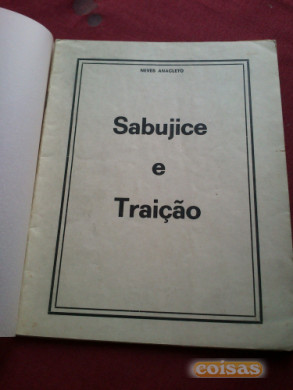 NEVES ANACLETO
Sabujice
e
Traição
coisas